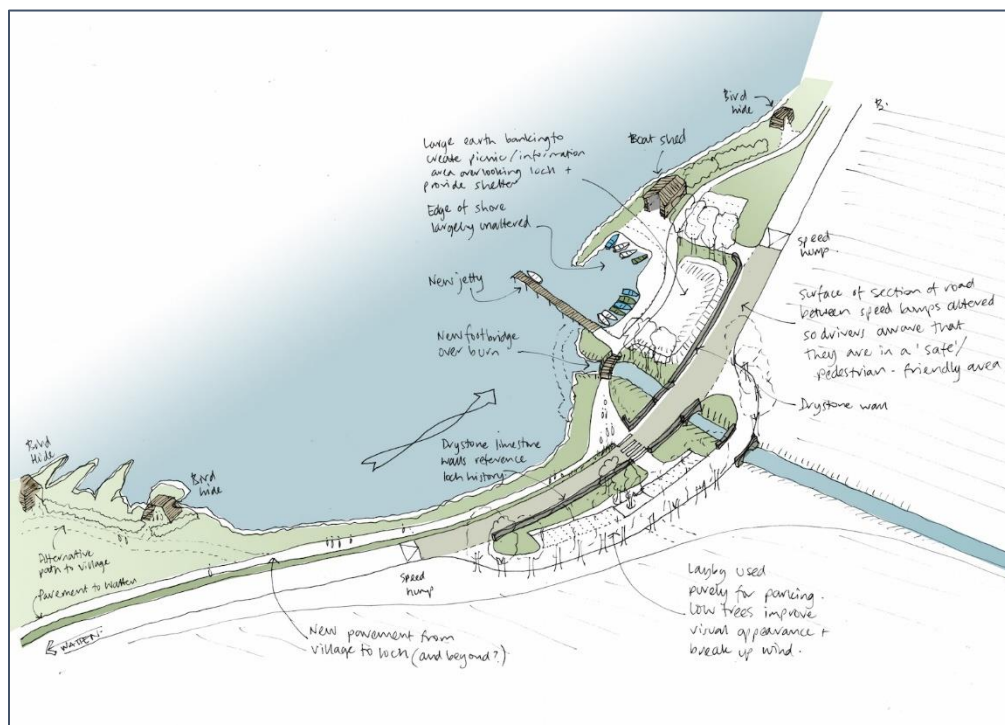 Bird
hide
B.
Large earth banking to
create picnic/information
area overlooking loch +
provide shelter
Boat shed
Edge of shore
largely unaltered
speed
hump
New jetty
Surface of section of road
between speed bumps altered
so drivers aware that
they are in a 'safe'/
pedestrian-friendly area
New footbridge
over burn
Drystone wall
Drystone limestone
walls reference
loch history
Bird
Hide
Bird
hide
Alternative
path to village
Pavement to Watten
speed
hump
WATTEN.
New pavement from
village to loch (and beyond?)
Layby used
purely for parking.
Low trees improve
visual appearance +
break up wind.